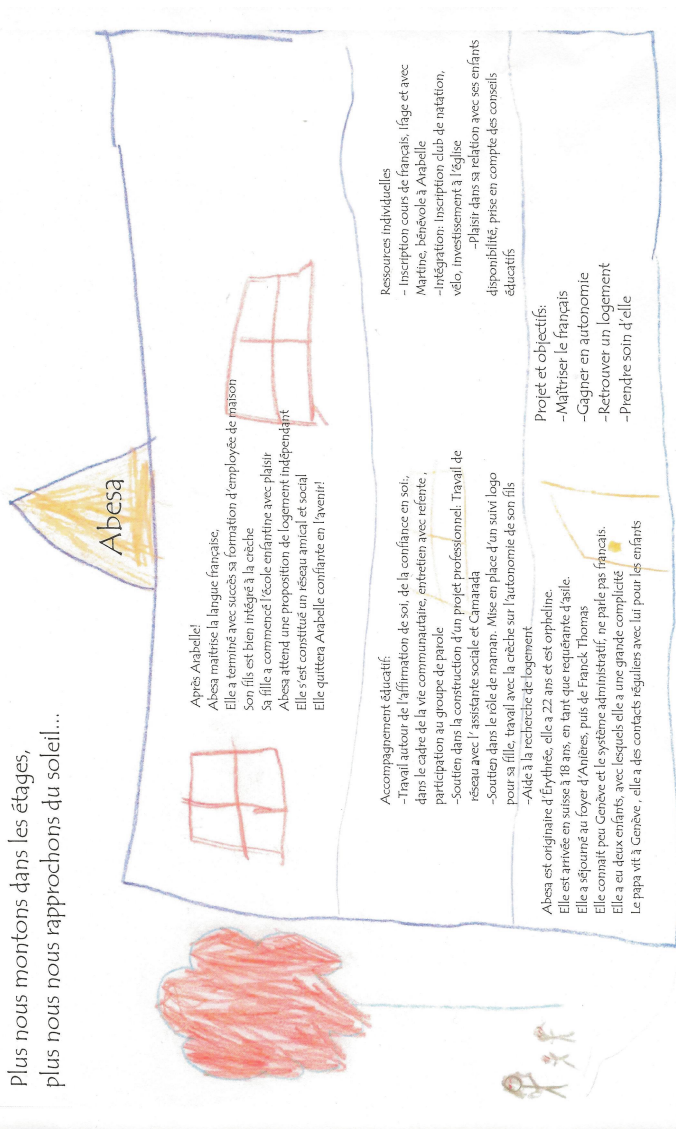 Plus nous montons dans les étages,
plus nous nous rapprochons du soleil...
Abesa
Après Arabelle!
Abesa maîtrise la langue française,
Elle a terminé avec succès sa formation d'employée de maison
Son fils est bien intégré à la crèche
Sa fille a commencé l'école enfantine avec plaisir
Abesa attend une proposition de logement indépendant
Elle s'est constitué un réseau amical et social
Elle quittera Arabelle confiante en l'avenir!
Accompagnement éducatif:
-Travail autour de l'affirmation de soi, de la confiance en soi:,
dans le cadre de la vie communautaire, entretien avec réfente ,
participation au groupe de parole
-Soutien dans la construction d'un projet professionnel: Travail de
réseau avec l' assistante sociale et Camarada
-Soutien dans le rôle de maman. Mise en place d'un suivi logo
pour sa fille, travail avec la crèche sur l'autonomie de son fils
-Aide à la recherche de logement
Ressources individuelles
- Inscription cours de français, Ifage et avec
Martine, bénévole à Arabelle
-Intégration: Inscription club de natation,
vélo, investissement à l'église
-Plaisir dans sa relation avec ses enfants
disponibilité, prise en compte des conseils
éducatifs
Abesa est originaire d'Érythrée, elle a 22 ans et est orpheline.
Elle est arrivée en suisse à 18 ans, en tant que requérante d'asile.
Elle a séjourné au foyer d'Anières, puis de Franck Thomas
Elle connait peu Genève et le système administratif, ne parle pas français.
Elle a eu deux enfants, avec lesquels elle a une grande complicité
Le papa vit à Genève , elle a des contacts réguliers avec lui pour les enfants
Projet et objectifs:
-Maîtriser le français
-Gagner en autonomie
-Retrouver un logement
-Prendre soin d'elle